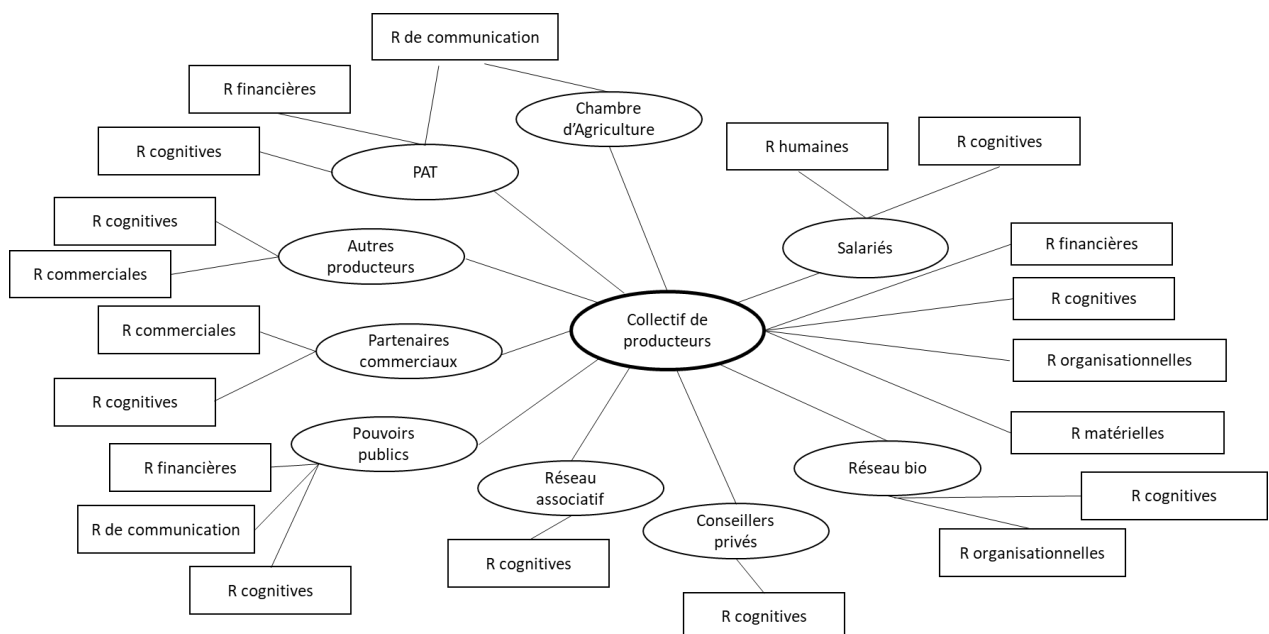 R de communication
R financières
Chambre
d'Agriculture
R cognitives
PAT
R humaines
R cognitives
R cognitives
Autres
producteurs
R commerciales
Salariés
R financières
R cognitives
R commerciales
Partenaires
commerciaux
Collectif de
producteurs
R organisationnelles
R cognitives
R matérielles
Pouvoirs
publics
R financières
Réseau
associatif
Réseau bio
R cognitives
R de communication
Conseillers
privés
R organisationnelles
R cognitives
R cognitives
R cognitives